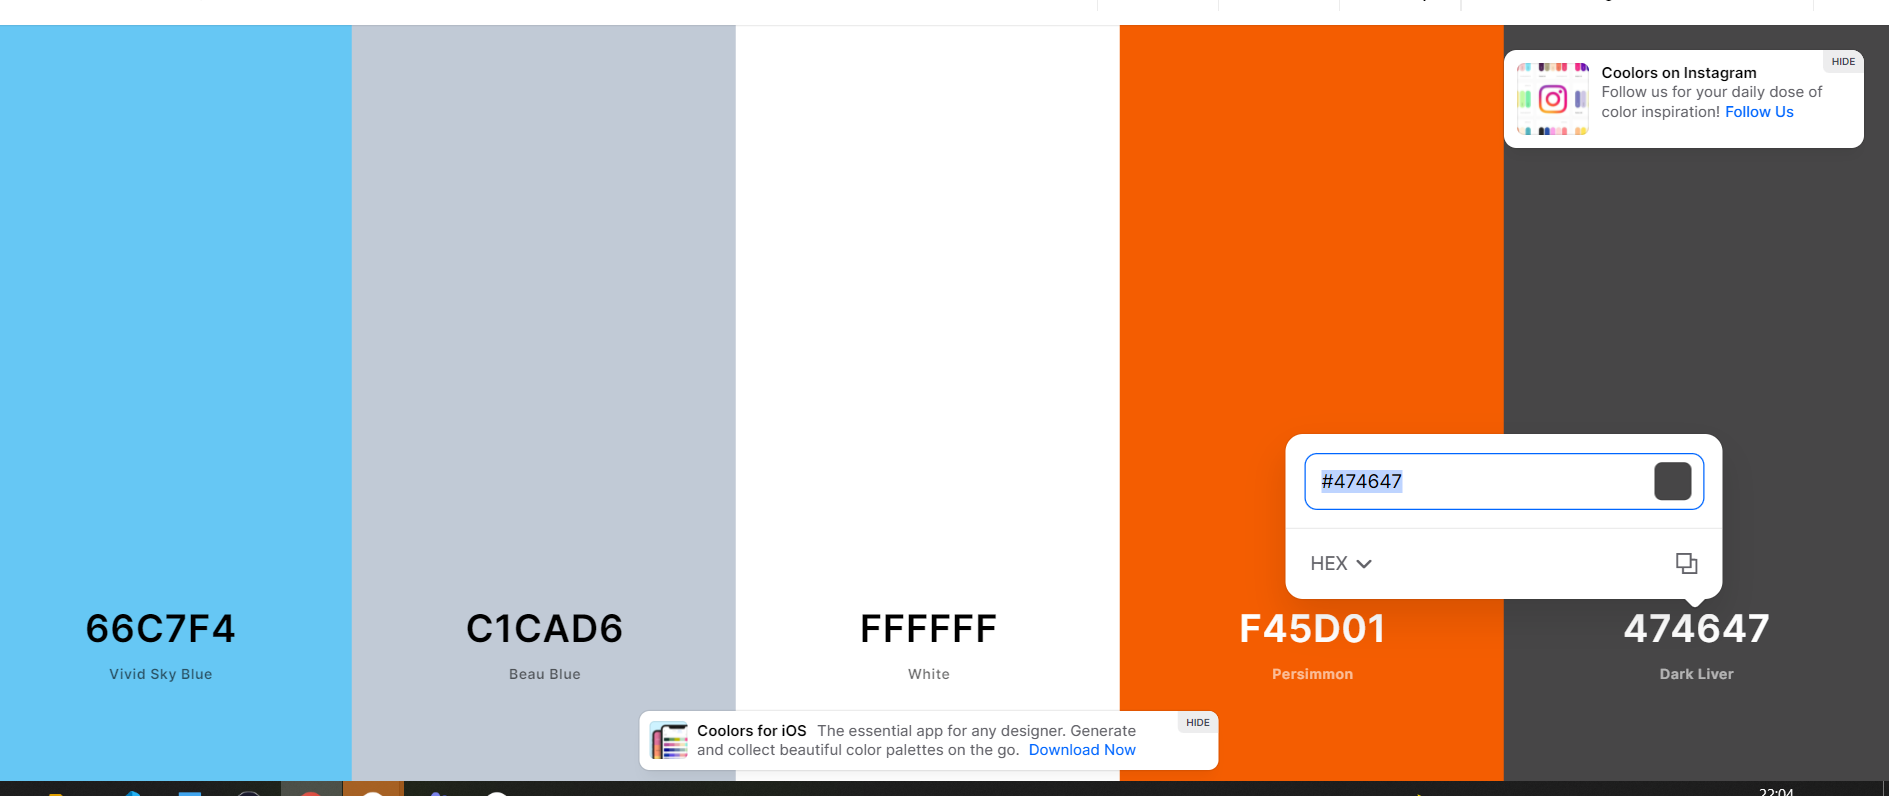 HIDE
Coolors on Instagram
Follow us for your daily dose of
color inspiration! Follow Us
#474647
HEX
66C7F4
C1CAD6
FFFFFF
F45D01
474647
Vivid Sky Blue
Beau Blue
White
Persimmon
Dark Liver
HIDE
Coolors for iOS The essential app for any designer. Generate
and collect beautiful color palettes on the go. Download Now
22:04